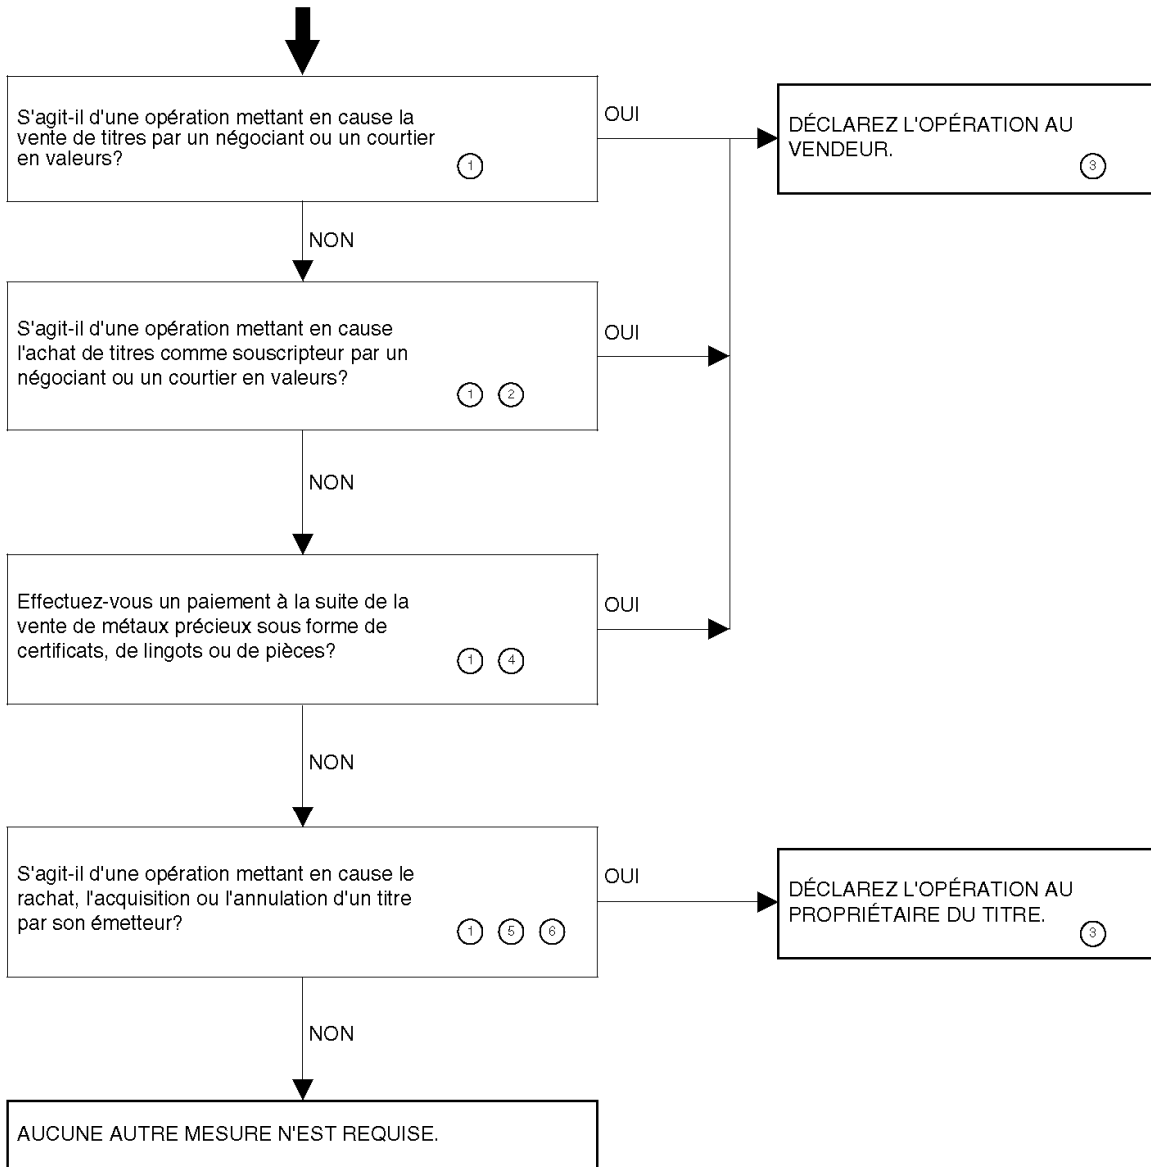 S'agit-il d'une opération mettant en cause la
vente de titres par un négociant ou un courtier
en valeurs?
1
OUI
DÉCLAREZ L'OPÉRATION AU
VENDEUR.
3
NON
S'agit-il d'une opération mettant en cause
l'achat de titres comme souscripteur par un
négociant ou un courtier en valeurs?
1 2
OUI
NON
Effectuez-vous un paiement à la suite de la
vente de métaux précieux sous forme de
certificats, de lingots ou de pièces?
1 4
OUI
NON
S'agit-il d'une opération mettant en cause le
rachat, l'acquisition ou l'annulation d'un titre
par son émetteur?
1 5 6
OUI
DÉCLAREZ L'OPÉRATION AU
PROPRIÉTAIRE DU TITRE.
3
NON
AUCUNE AUTRE MESURE N'EST REQUISE.